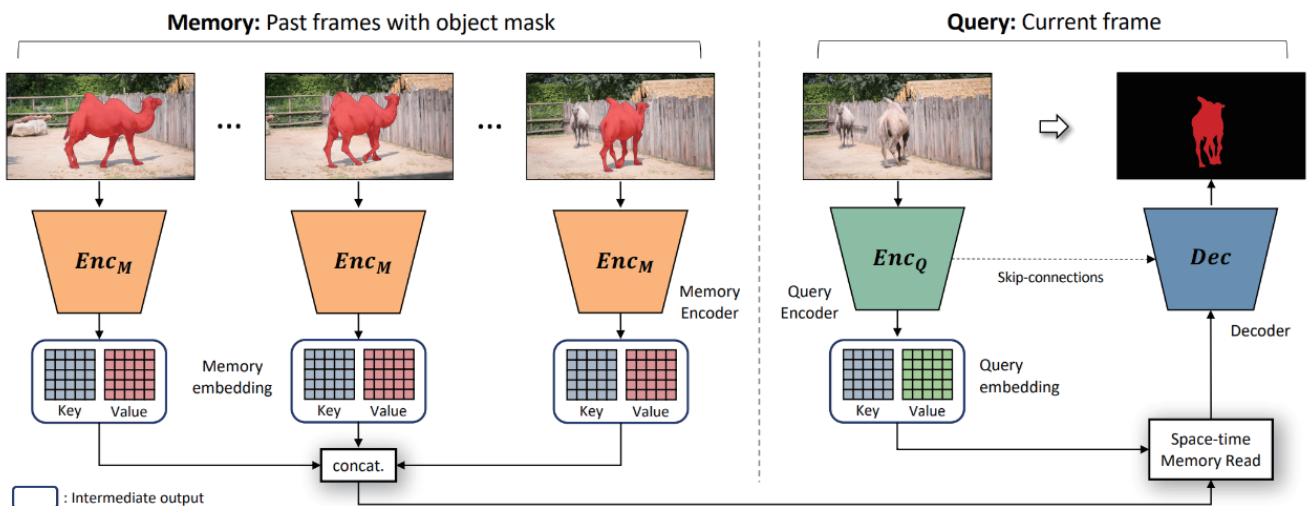 Memory: Past frames with object mask
Query: Current frame
...
...
Enc_M
Enc_M
Enc_M
Enc_Q
Dec
Skip-connections
Memory
Encoder
Query
Encoder
Decoder
Memory
embedding
Query
embedding
Key Value
Key Value
Key Value
Key Value
concat.
Space-time
Memory Read
: Intermediate output